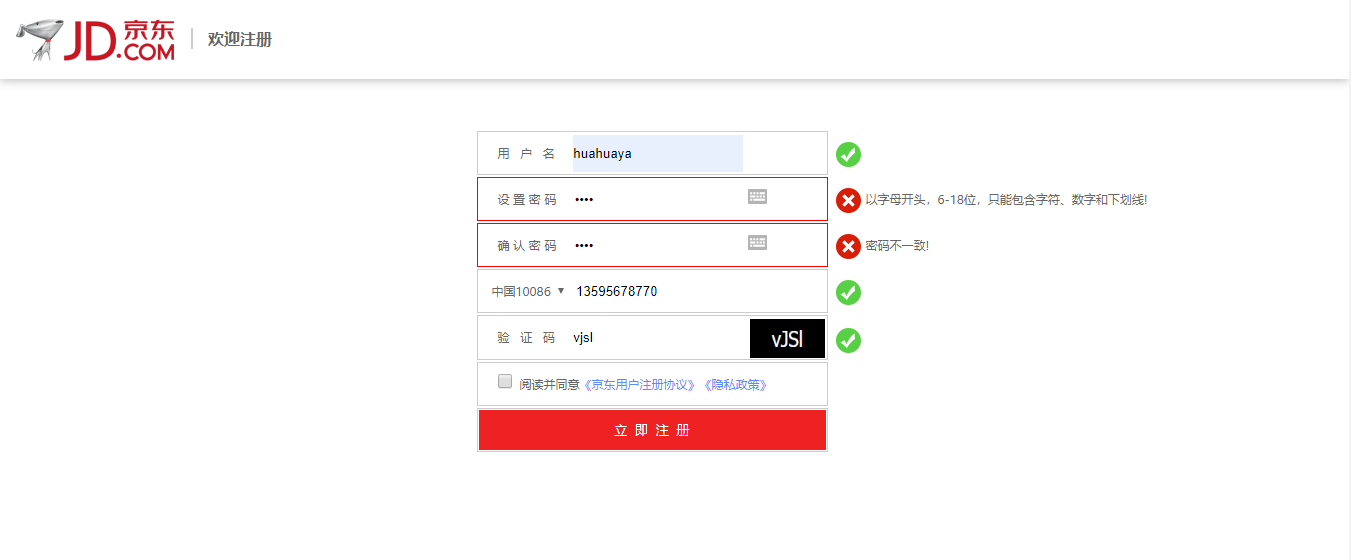 JD.COM 京东 欢迎注册
用 户 名 huahuaya
设 置 密 码 •••• 以字母开头，6-18位，只能包含字符、数字和下划线!
确 认 密 码 •••• 密码不一致!
中国10086 ▼ 13595678770
验 证 码 vjsl vJSl
阅读并同意《京东用户注册协议》《隐私政策》
立 即 注 册